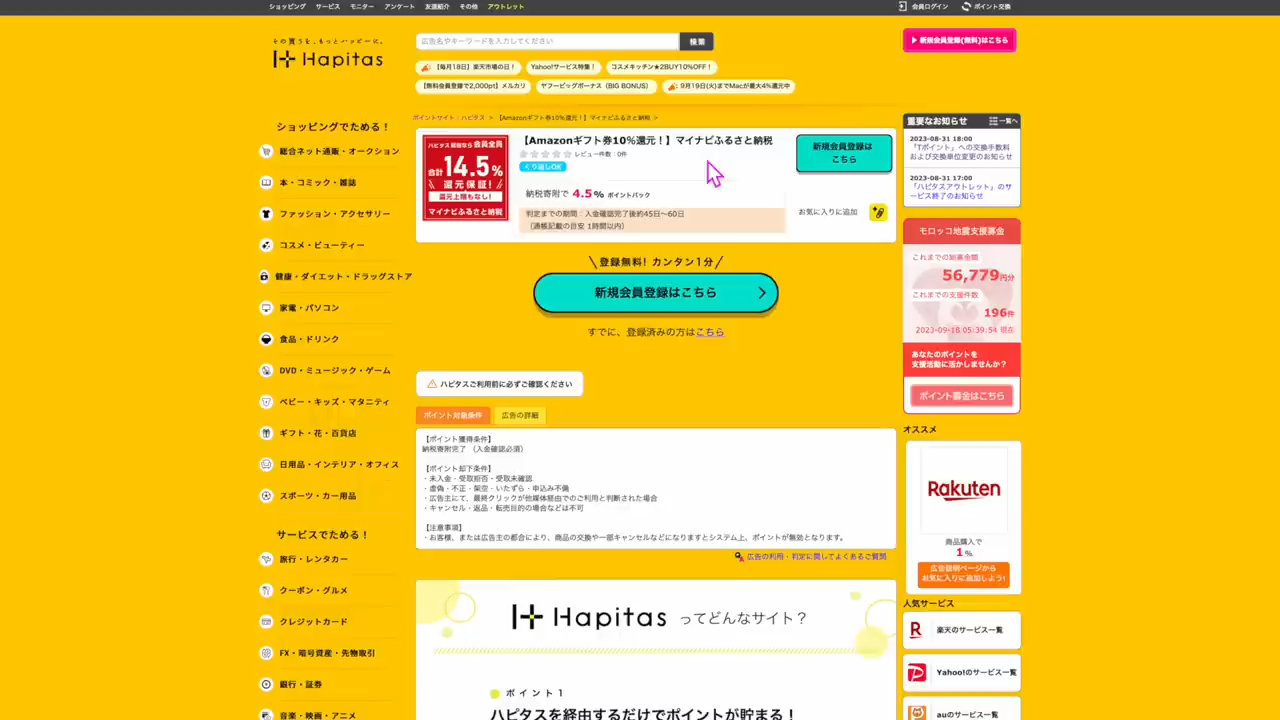 ショッピング サービス モニター アンケート 友達紹介 その他 アウトレット
会員ログイン ポイント交換
その買うを、もっとハッピーに。
Hapitas
広告名やキーワードを入力してください
検索
新規会員登録(無料)はこちら
【毎月18日】楽天市場の日！ Yahoo!サービス特集！ コスメキッチン★2BUY10%OFF！
【無料会員登録で2,000pt】メルカリ ヤフービッグボーナス（BIG BONUS） 9月19日(火)までMacが最大4%還元中
ショッピングでためる！
総合ネット通販・オークション
本・コミック・雑誌
ファッション・アクセサリー
コスメ・ビューティー
健康・ダイエット・ドラッグストア
家電・パソコン
食品・ドリンク
DVD・ミュージック・ゲーム
ベビー・キッズ・マタニティ
ギフト・花・百貨店
日用品・インテリア・オフィス
スポーツ・カー用品
サービスでためる！
旅行・レンタカー
クーポン・グルメ
クレジットカード
FX・暗号資産・先物取引
銀行・証券
音楽・映画・アニメ
ポイントサイト・ハピタス > 【Amazonギフト券10%還元！】マイナビふるさと納税 >
ハピタス経由なら会員全員
合計14.5%
還元保証!
還元上限もなし!
マイナビふるさと納税
【Amazonギフト券10%還元！】マイナビふるさと納税
レビュー件数：0件
くり返しOK
納税寄附で 4.5% ポイントバック
判定までの期間：入金確認完了後約45日～60日
（通帳記載の目安 1時間以内）
新規会員登録は
こちら
お気に入りに追加
登録無料! カンタン1分
新規会員登録はこちら
すでに、登録済みの方はこちら
ハピタスご利用前に必ずご確認ください
ポイント対象条件 広告の詳細
【ポイント獲得条件】
納税寄附完了 （入金確認必須）
【ポイント却下条件】
・未入金・受取拒否・受取未確認
・虚偽・不正・架空・いたずら・申込み不備
・広告主にて、最終クリックが他媒体経由でのご利用と判断された場合
・キャンセル・返品・転売目的の場合などは不可
【注意事項】
・お客様、または広告主の都合により、商品の交換や一部キャンセルなどになりますとシステム上、ポイントが無効となります。
広告の利用・判定に関してよくあるご質問
Hapitas ってどんなサイト？
ポイント1
ハピタスを経由するだけでポイントが貯まる！
重要なお知らせ 一覧へ
2023-08-31 18:00
「Tポイント」への交換手数料
および交換単位変更のお知らせ
2023-08-31 17:00
「ハピタスアウトレット」のサ
ービス終了のお知らせ
モロッコ地震支援募金
これまでの総募金額
56,779円分
これまでの支援件数
196件
2023-09-18 05:39:54 現在
あなたのポイントを
支援活動に活かしませんか？
ポイント募金はこちら
オススメ
Rakuten
商品購入で
1%
広告説明ページから
お気に入りに追加しよう！
人気サービス
楽天のサービス一覧
Yahoo!のサービス一覧
auのサービス一覧